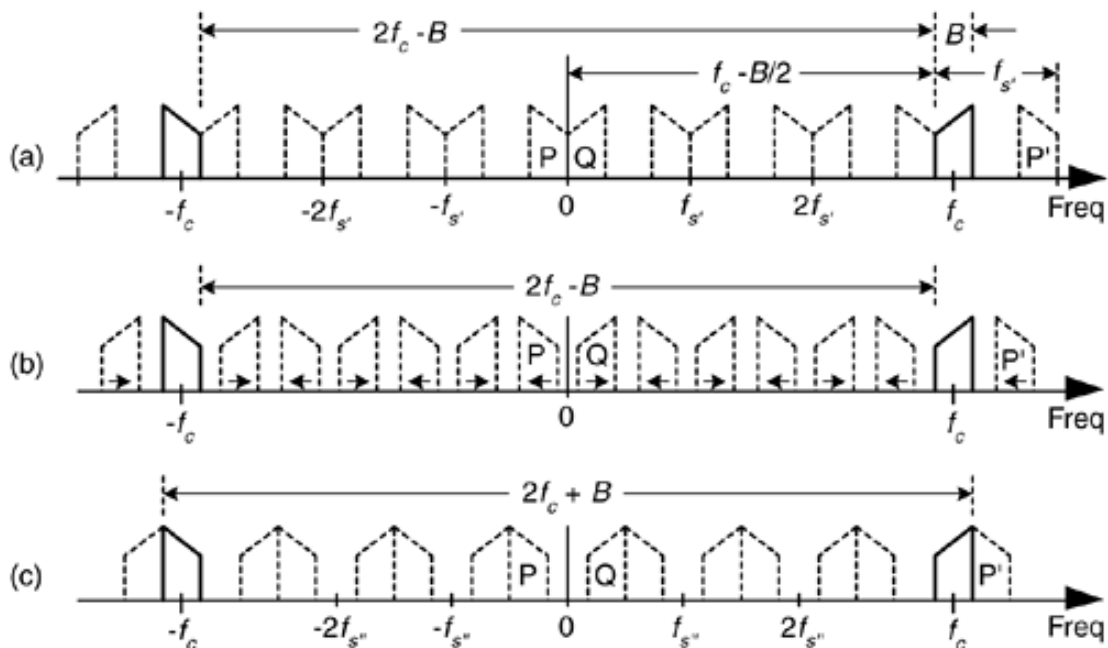 2f_c - B
B
f_c - B/2
f_s'
(a)
P Q P'
-f_c -2f_s' -f_s' 0 f_s' 2f_s' f_c Freq
2f_c - B
(b)
P Q P'
-f_c 0 f_c Freq
2f_c + B
(c)
P Q P'
-f_c -2f_s" -f_s" 0 f_s" 2f_s" f_c Freq